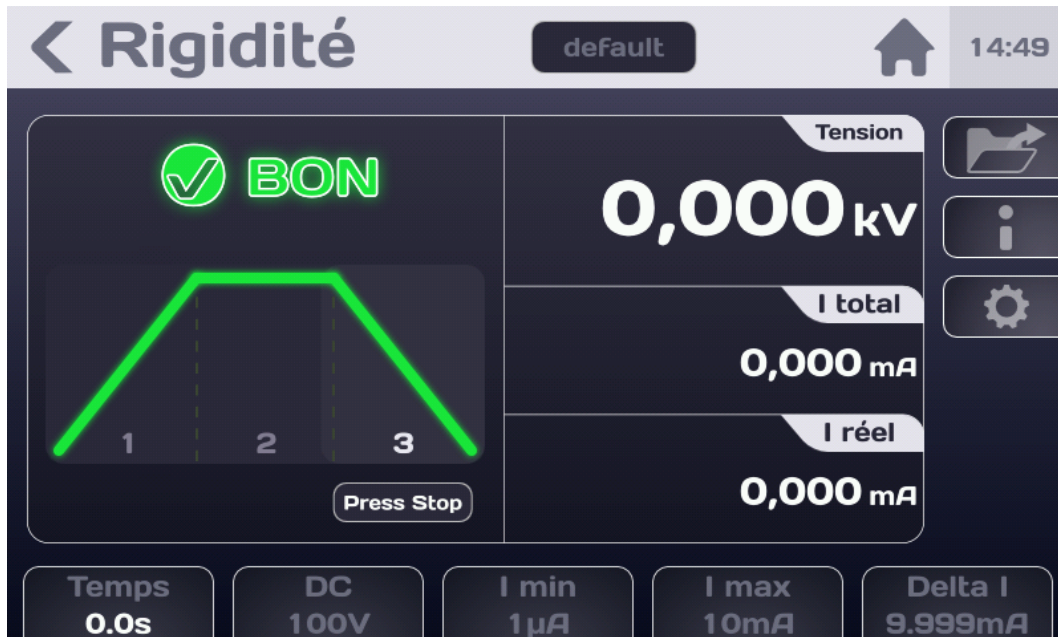 Rigidité
default
14:49
BON
1
2
3
Press Stop
Tension
0,000 kV
I total
0,000 mA
I réel
0,000 mA
Temps
0.0s
DC
100V
I min
1µA
I max
10mA
Delta I
9.999mA